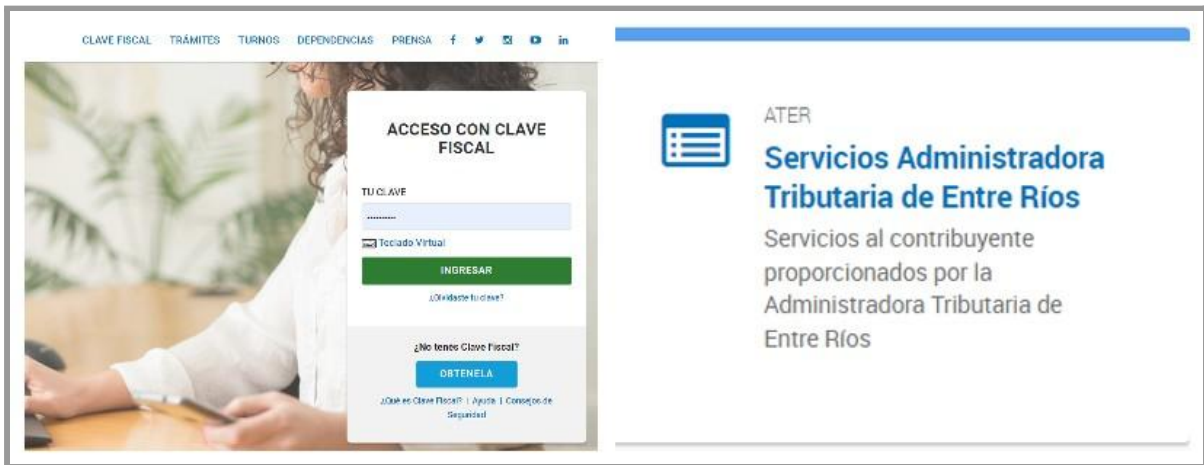 CLAVE FISCAL TRÁMITES TURNOS DEPENDENCIAS PRENSA
ACCESO CON CLAVE
FISCAL
TU CLAVE
Teclado Virtual
INGRESAR
¿Olvidaste tu clave?
¿No tenés Clave Fiscal?
OBTENELA
¿Qué es Clave Fiscal? | Ayuda | Consejos de
Seguridad
ATER
Servicios Administradora
Tributaria de Entre Ríos
Servicios al contribuyente
proporcionados por la
Administradora Tributaria de
Entre Ríos